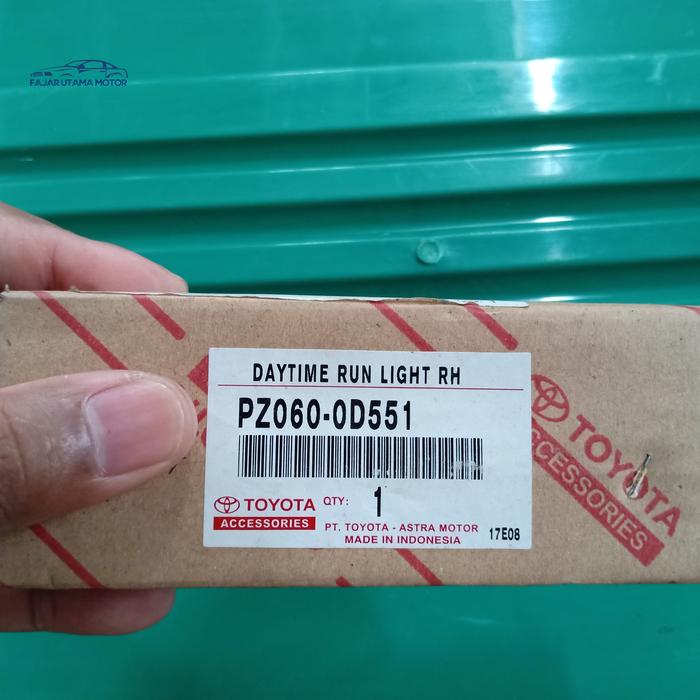 FAJAR UTAMA MOTOR
DAYTIME RUN LIGHT RH
PZ060-0D551
TOYOTA
ACCESSORIES
QTY: 1
PT. TOYOTA - ASTRA MOTOR
MADE IN INDONESIA
17E08
TOYOTA
ACCESSORIES